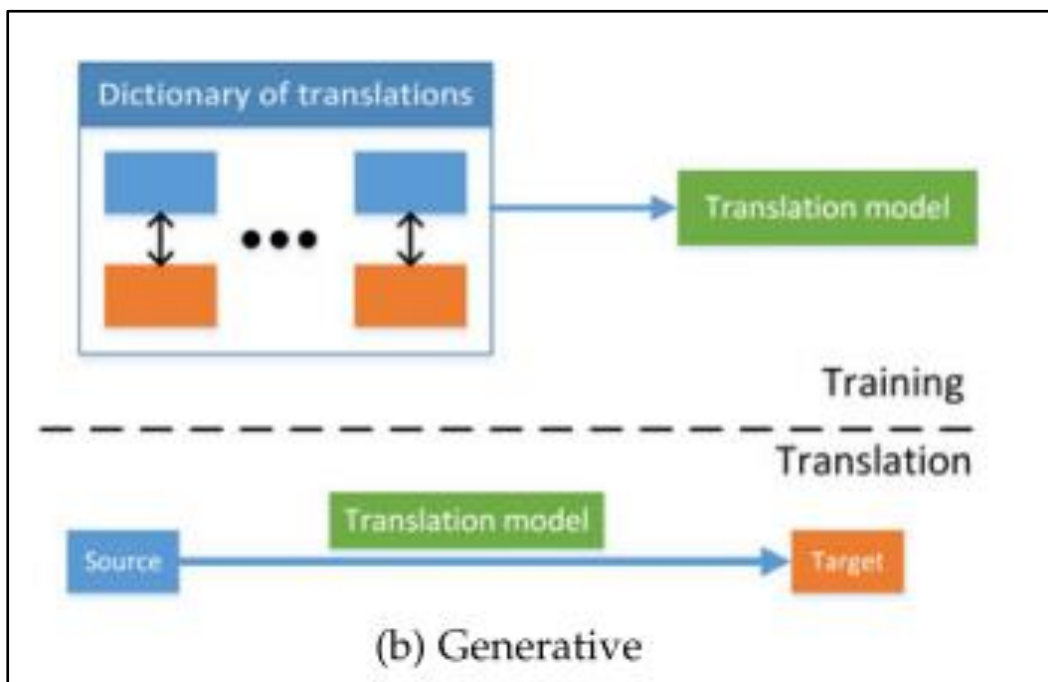 Dictionary of translations
Translation model
Training
Translation
Translation model
Source
Target
(b) Generative